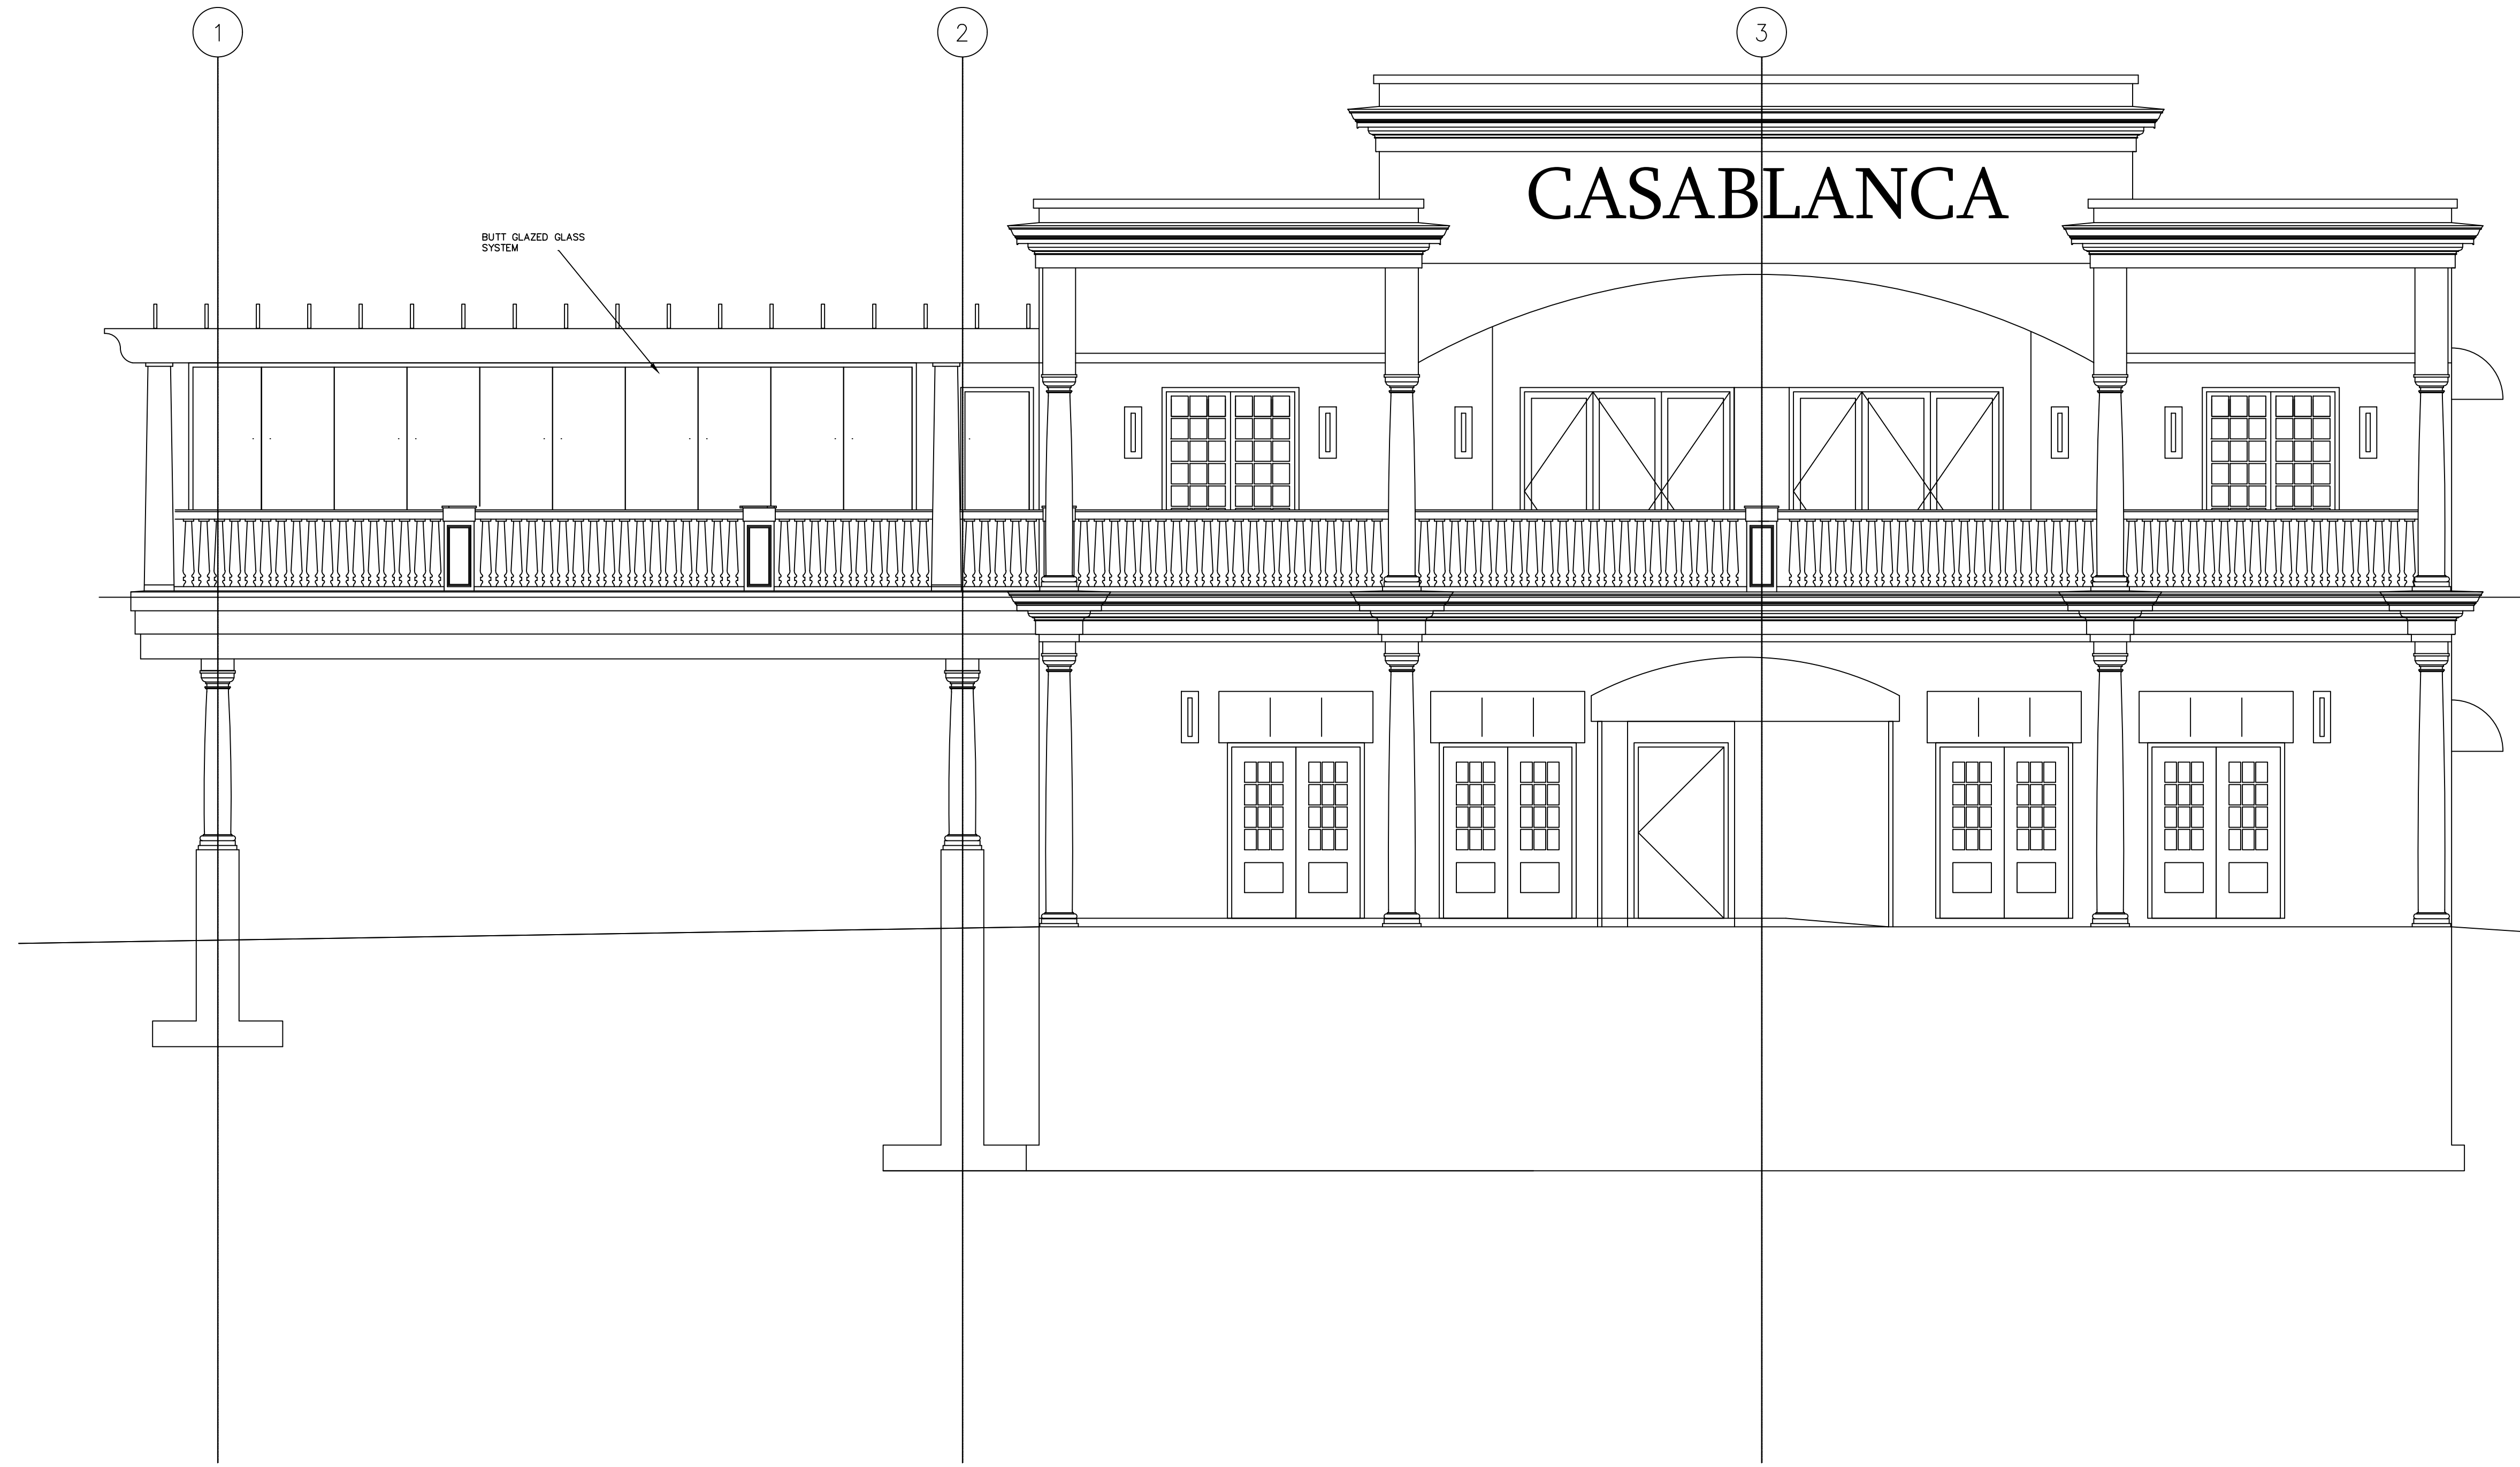 1
2
3
CASABLANCA
BUTT GLAZED GLASS
SYSTEM